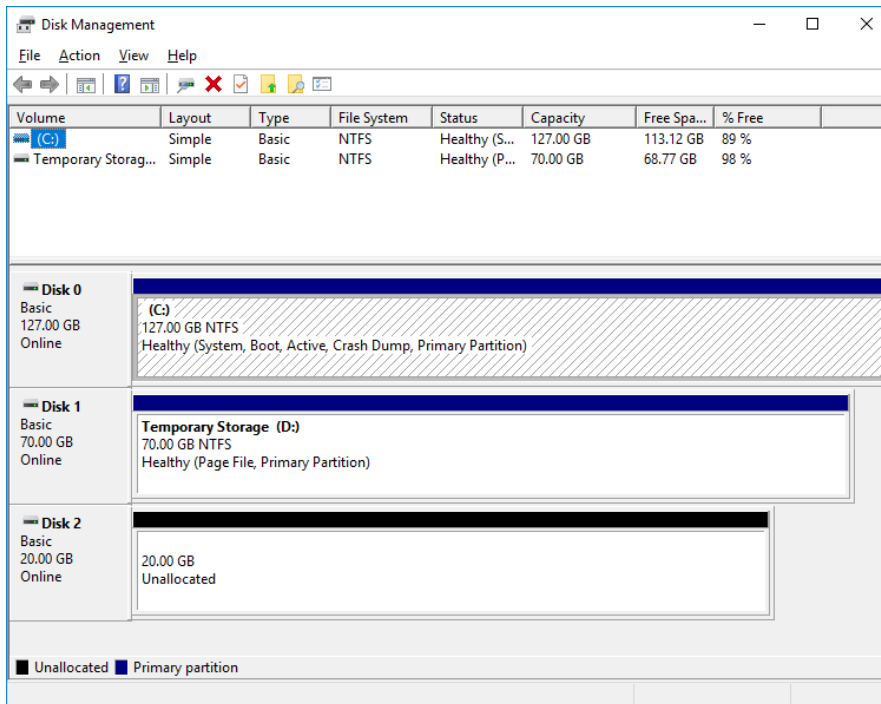 Disk Management
File Action View Help
Volume Layout Type File System Status Capacity Free Spa... % Free
(C:) Simple Basic NTFS Healthy (S... 127.00 GB 113.12 GB 89 %
Temporary Storag... Simple Basic NTFS Healthy (P... 70.00 GB 68.77 GB 98 %
Disk 0
Basic
127.00 GB
Online
(C:)
127.00 GB NTFS
Healthy (System, Boot, Active, Crash Dump, Primary Partition)
Disk 1
Basic
70.00 GB
Online
Temporary Storage (D:)
70.00 GB NTFS
Healthy (Page File, Primary Partition)
Disk 2
Basic
20.00 GB
Online
20.00 GB
Unallocated
Unallocated Primary partition